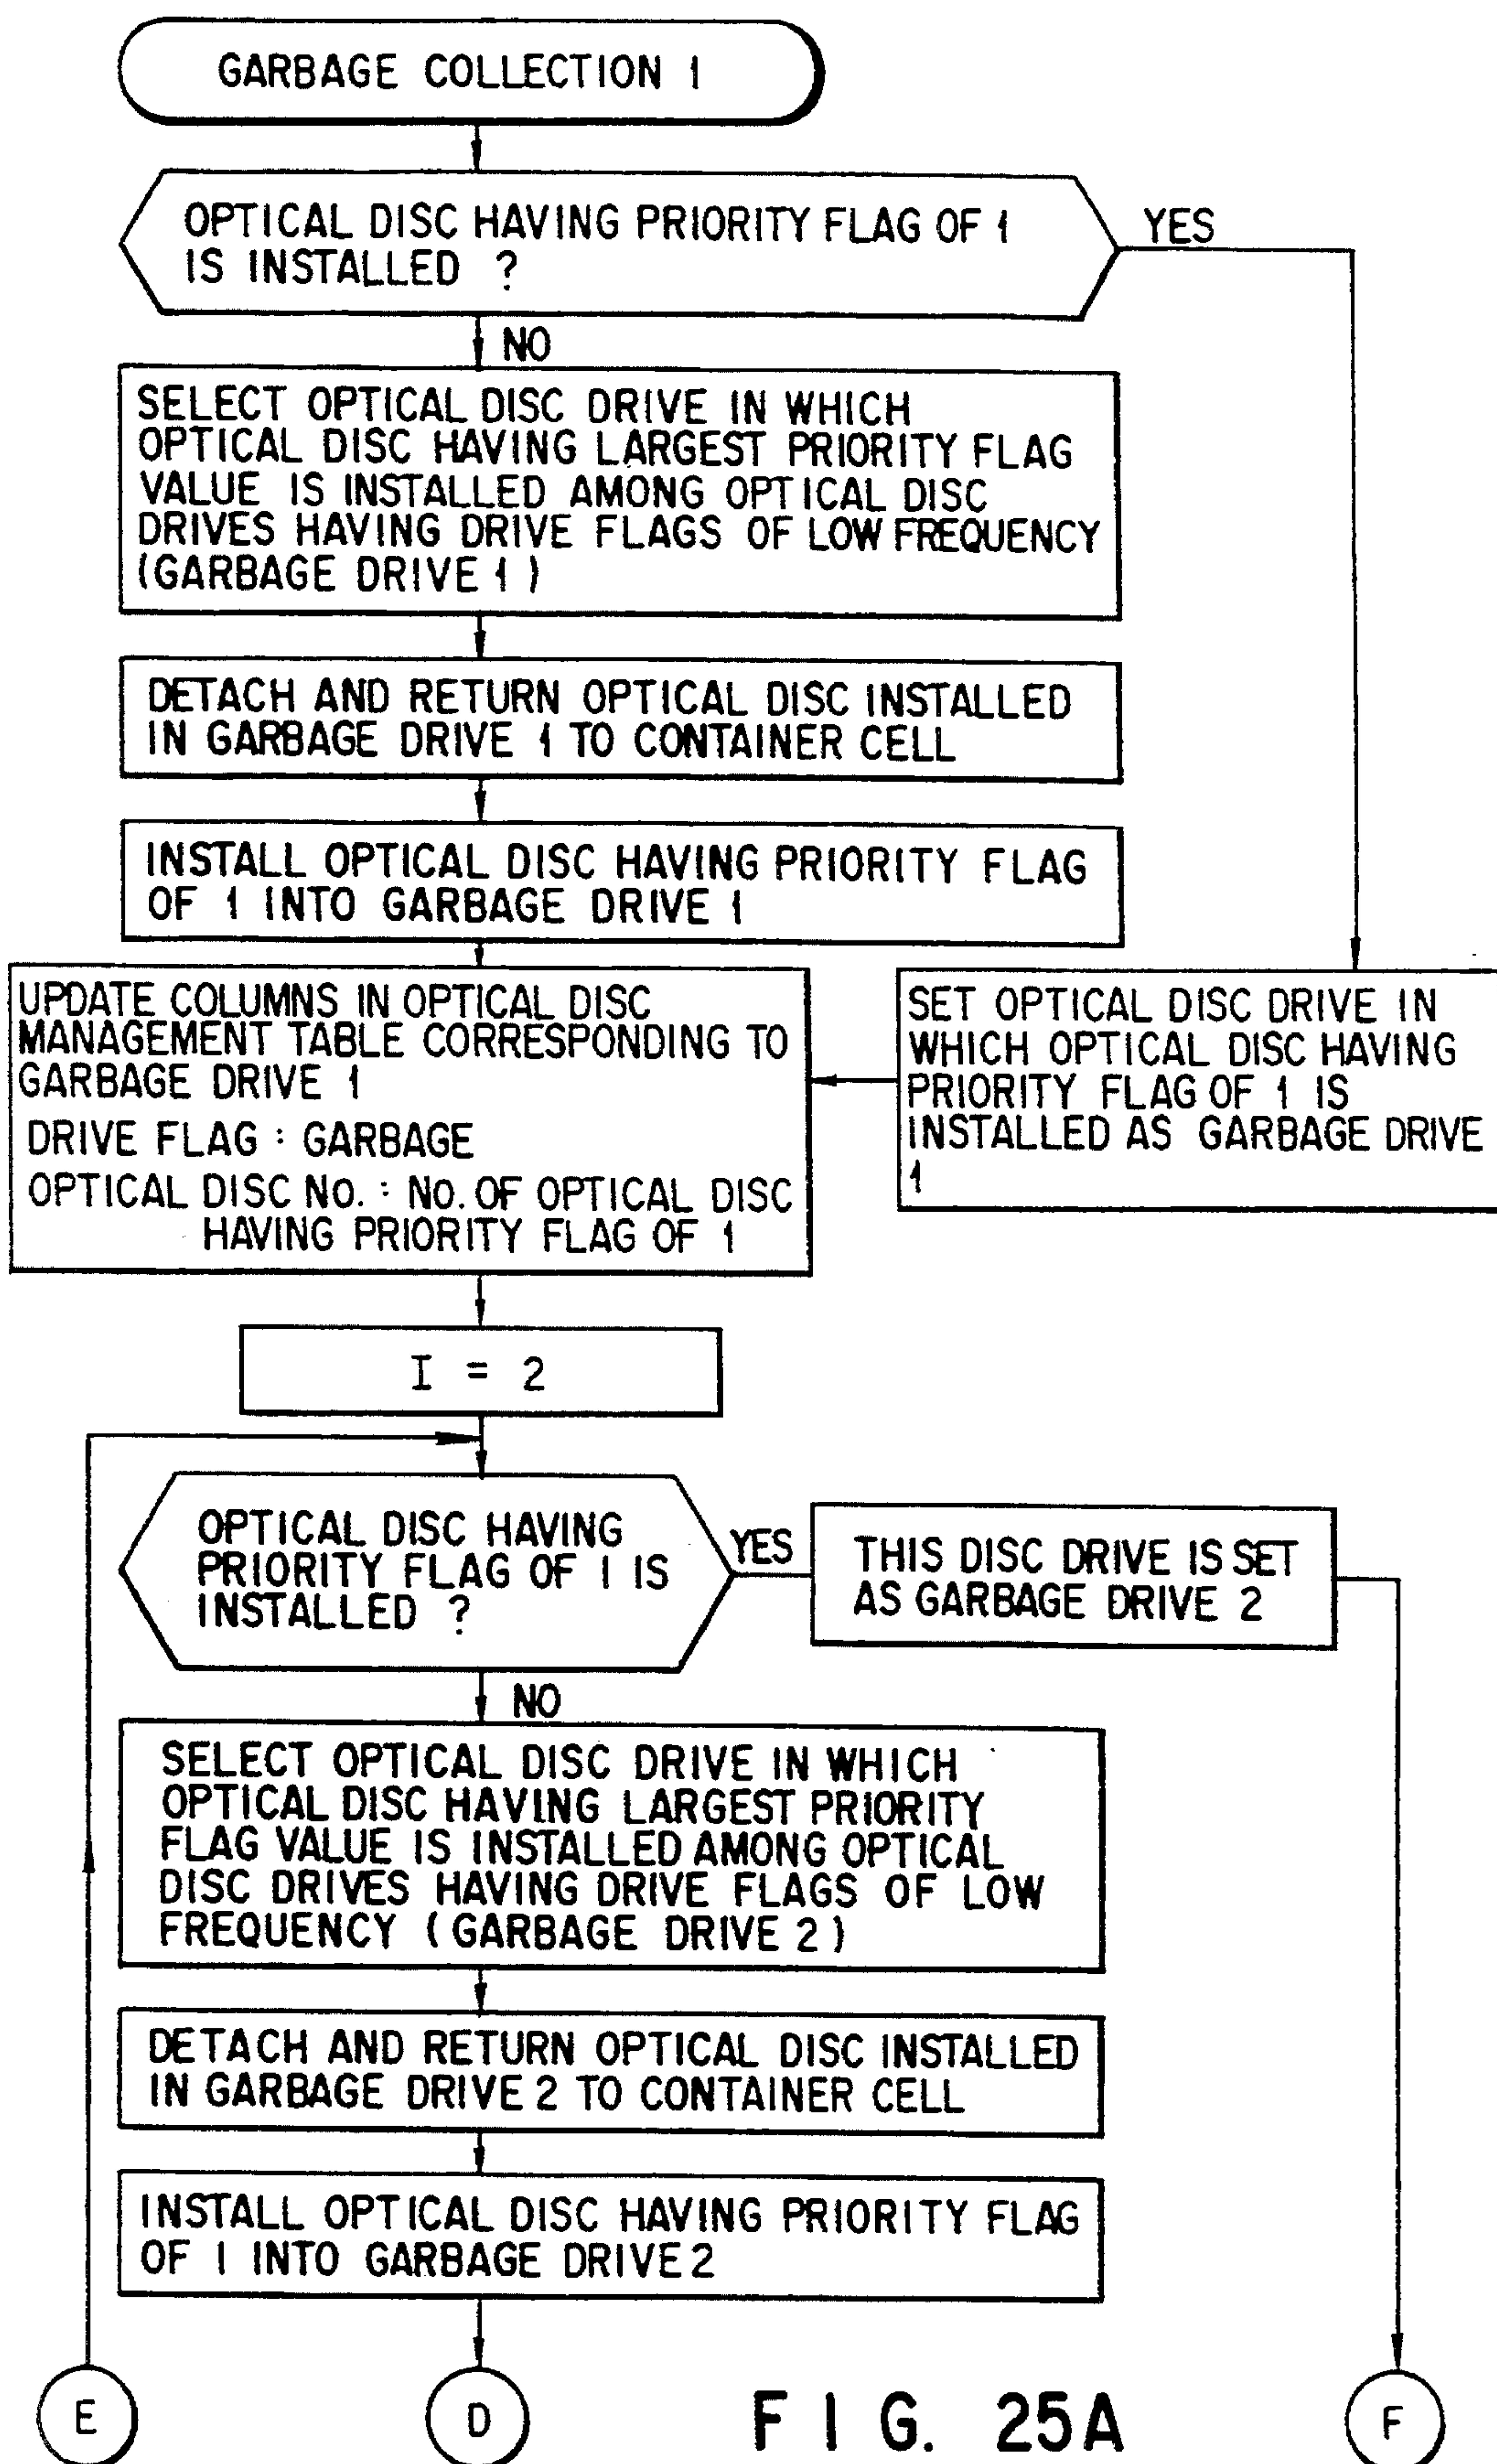 GARBAGE COLLECTION 1
OPTICAL DISC HAVING PRIORITY FLAG OF 1
IS INSTALLED ?
YES
NO
SELECT OPTICAL DISC DRIVE IN WHICH
OPTICAL DISC HAVING LARGEST PRIORITY FLAG
VALUE IS INSTALLED AMONG OPTICAL DISC
DRIVES HAVING DRIVE FLAGS OF LOW FREQUENCY
(GARBAGE DRIVE 1)
DETACH AND RETURN OPTICAL DISC INSTALLED
IN GARBAGE DRIVE 1 TO CONTAINER CELL
INSTALL OPTICAL DISC HAVING PRIORITY FLAG
OF 1 INTO GARBAGE DRIVE 1
UPDATE COLUMNS IN OPTICAL DISC
MANAGEMENT TABLE CORRESPONDING TO
GARBAGE DRIVE 1
DRIVE FLAG : GARBAGE
OPTICAL DISC NO. : NO. OF OPTICAL DISC
HAVING PRIORITY FLAG OF 1
SET OPTICAL DISC DRIVE IN
WHICH OPTICAL DISC HAVING
PRIORITY FLAG OF 1 IS
INSTALLED AS GARBAGE DRIVE
1
I = 2
OPTICAL DISC HAVING
PRIORITY FLAG OF I IS
INSTALLED ?
YES
THIS DISC DRIVE IS SET
AS GARBAGE DRIVE 2
NO
SELECT OPTICAL DISC DRIVE IN WHICH
OPTICAL DISC HAVING LARGEST PRIORITY
FLAG VALUE IS INSTALLED AMONG OPTICAL
DISC DRIVES HAVING DRIVE FLAGS OF LOW
FREQUENCY (GARBAGE DRIVE 2)
DETACH AND RETURN OPTICAL DISC INSTALLED
IN GARBAGE DRIVE 2 TO CONTAINER CELL
INSTALL OPTICAL DISC HAVING PRIORITY FLAG
OF I INTO GARBAGE DRIVE 2
E
D
FIG. 25A
F